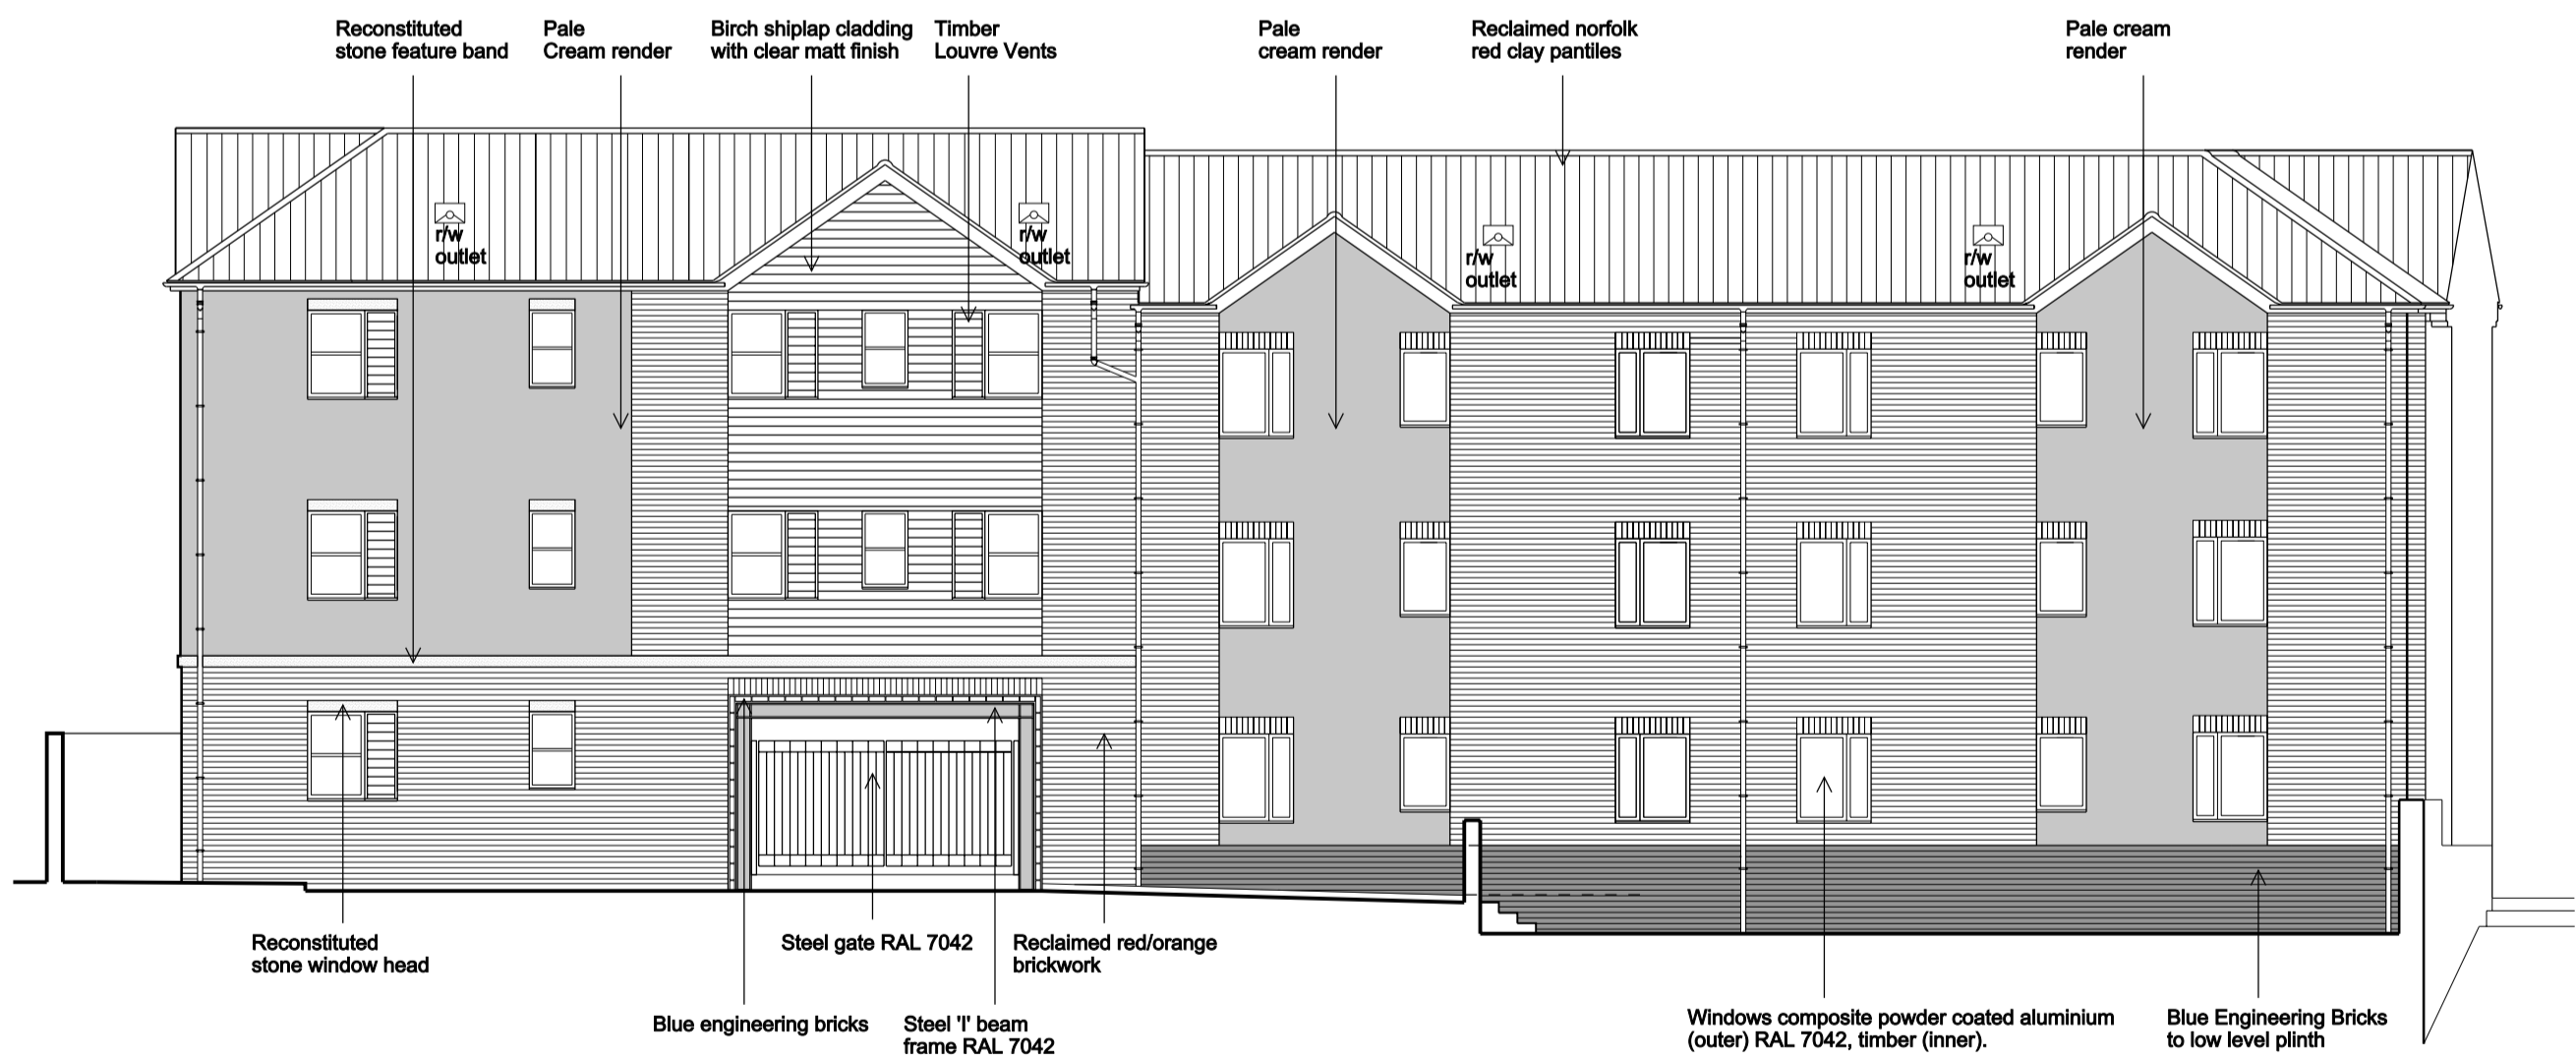 Reconstituted
stone feature band
Pale
Cream render
Birch shiplap cladding
with clear matt finish
Timber
Louvre Vents
Pale
cream render
Reclaimed norfolk
red clay pantiles
Pale cream
render
r/w
outlet
r/w
outlet
r/w
outlet
r/w
outlet
Reconstituted
stone window head
Steel gate RAL 7042
Reclaimed red/orange
brickwork
Blue engineering bricks
Steel 'I' beam
frame RAL 7042
Windows composite powder coated aluminium
(outer) RAL 7042, timber (inner).
Blue Engineering Bricks
to low level plinth